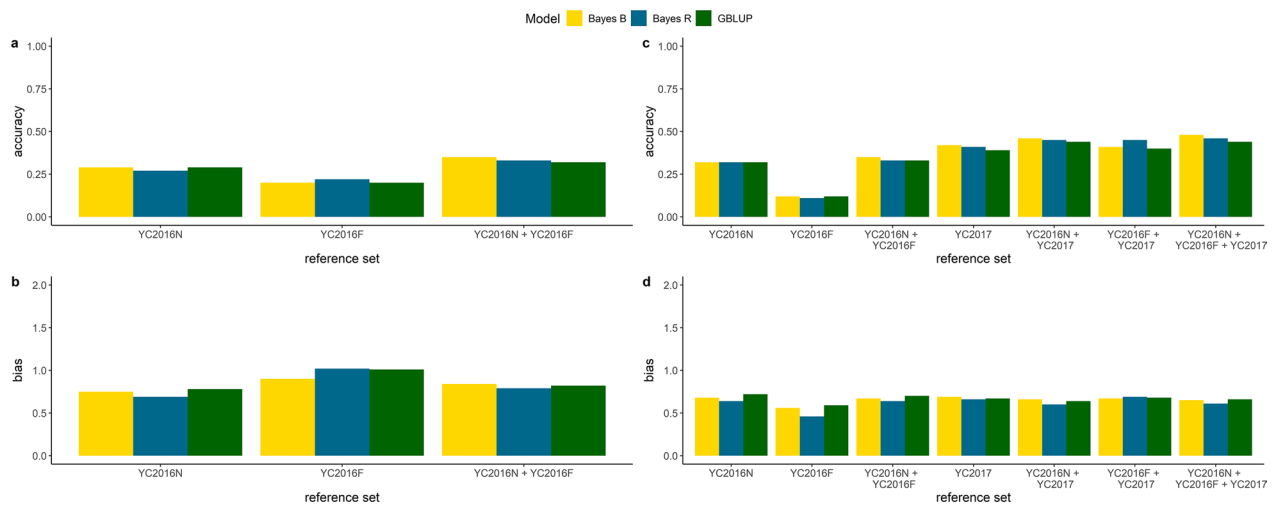 Model Bayes B Bayes R GBLUP
a
1.00
0.75
0.50
0.25
0.00
accuracy
YC2016N YC2016F YC2016N + YC2016F
reference set
c
1.00
0.75
0.50
0.25
0.00
accuracy
YC2016N YC2016F YC2016N + YC2017 YC2016N + YC2016F + YC2016N +
YC2016F YC2017 YC2017 YC2016F + YC2017
reference set
b
2.0
1.5
1.0
0.5
0.0
bias
YC2016N YC2016F YC2016N + YC2016F
reference set
d
2.0
1.5
1.0
0.5
0.0
bias
YC2016N YC2016F YC2016N + YC2017 YC2016N + YC2016F + YC2016N +
YC2016F YC2017 YC2017 YC2016F + YC2017
reference set